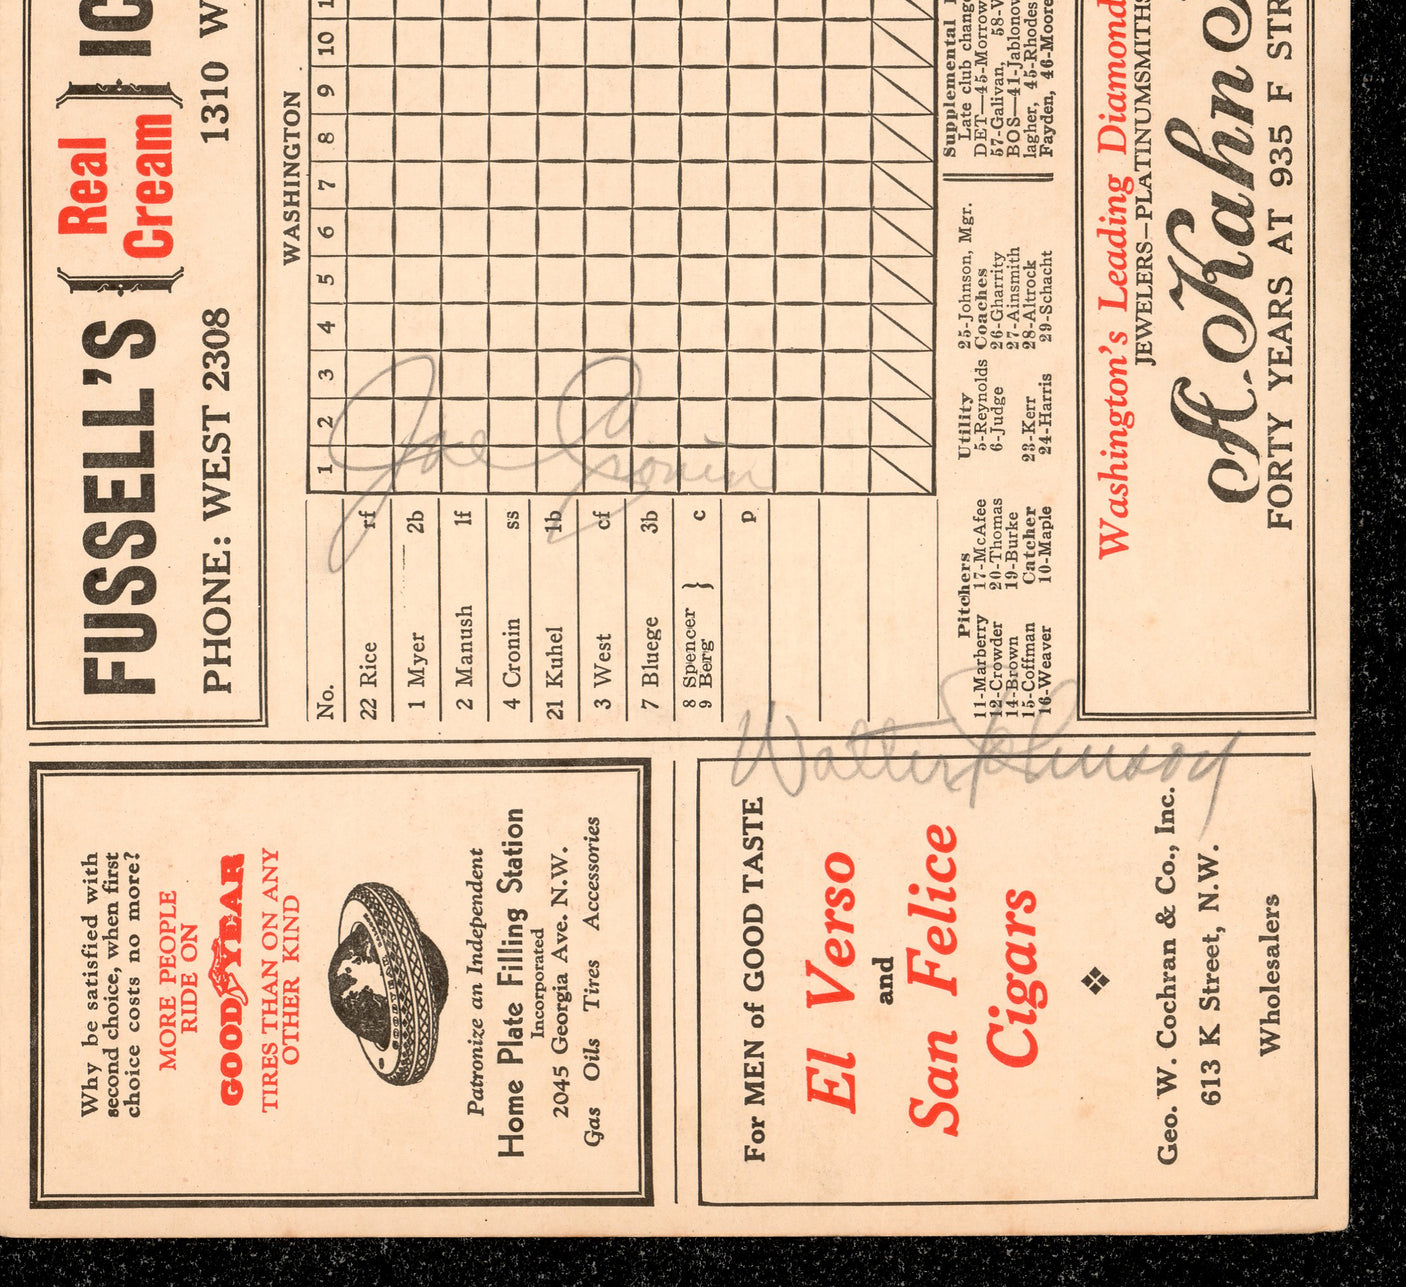 FUSSELL'S Real Cream
PHONE: WEST 2308 1310 W
WASHINGTON
No. 1 2 3 4 5 6 7 8 9 10
22 Rice rf
1 Myer 2b
2 Manush lf
4 Cronin ss
21 Kuhel 1b
3 West cf
7 Bluege 3b
8 Spencer } c
9 Berg
p
Joe Cronin
Pitchers
11-Marberry 17-McAfee
12-Crowder 20-Thomas
14-Brown 19-Burke
15-Coffman Catcher
16-Weaver 10-Maple
Utility
5-Reynolds
6-Judge
23-Kerr
24-Harris
25-Johnson, Mgr.
Coaches
26-Gharrity
27-Ainsmith
28-Altrock
29-Schacht
Supplemental
Late club chang
DET—45-Morrow
57-Galivan, 58-
BOS—41-Jablonov
lagher, 45-Rhodes
Fayden, 46-Moore
Washington's Leading Diamond
JEWELERS—PLATINUMSMITHS
A. Kahn
FORTY YEARS AT 935 F STR
Why be satisfied with
second choice, when first
choice costs no more?
MORE PEOPLE
RIDE ON
GOODYEAR
TIRES THAN ON ANY
OTHER KIND
Patronize an Independent
Home Plate Filling Station
Incorporated
2045 Georgia Ave. N.W.
Gas Oils Tires Accessories
Walter Johnson
For MEN of GOOD TASTE
El Verso
and
San Felice
Cigars
Geo. W. Cochran & Co., Inc.
613 K Street, N.W.
Wholesalers